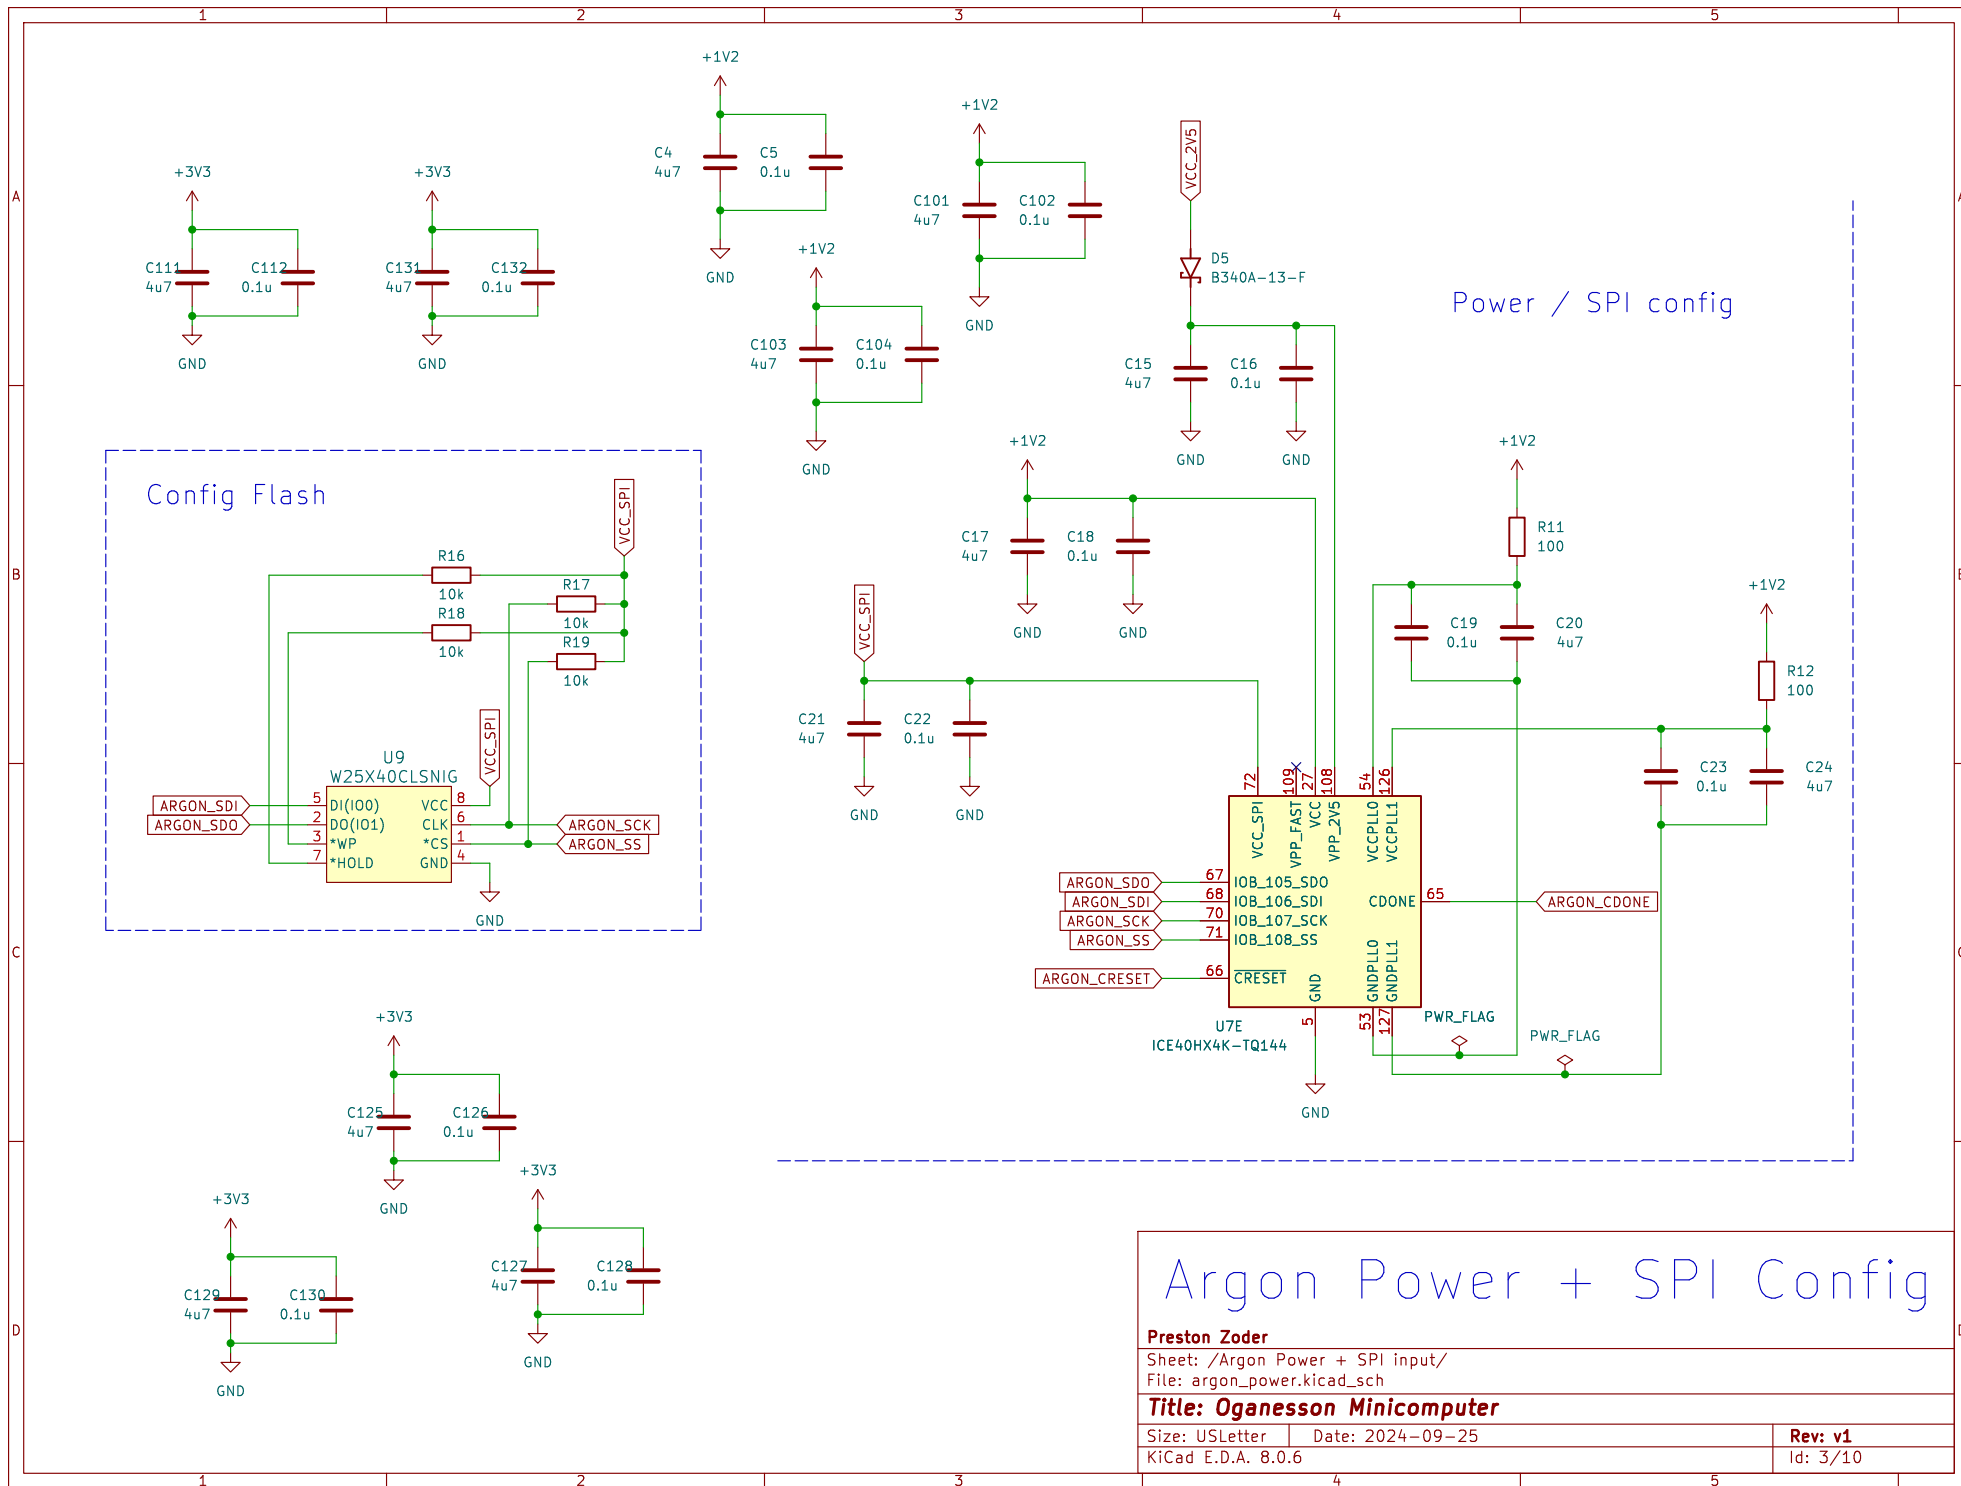 1 2 3 4 5
A
B
C
D
+3V3
C111
4u7
C112
0.1u
GND
+3V3
C131
4u7
C132
0.1u
GND
+1V2
C4
4u7
C5
0.1u
GND
+1V2
C101
4u7
C102
0.1u
GND
+1V2
C103
4u7
C104
0.1u
GND
VCC_2V5
D5
B340A-13-F
C15
4u7
C16
0.1u
GND
GND
Power / SPI config
Config Flash
VCC_SPI
R16
10k
R17
10k
R18
10k
R19
10k
VCC_SPI
U9
W25X40CLSNIG
ARGON_SDI
ARGON_SDO
5 DI(IO0)
2 DO(IO1)
3 *WP
7 *HOLD
VCC 8
CLK 6
*CS 1
GND 4
ARGON_SCK
ARGON_SS
GND
+1V2
C17
4u7
C18
0.1u
GND
GND
VCC_SPI
C21
4u7
C22
0.1u
GND
GND
+1V2
R11
100
C19
0.1u
C20
4u7
+1V2
R12
100
C23
0.1u
C24
4u7
72 VCC_SPI
109 VPP_FAST
27 VCC
108 VPP_2V5
54 VCCPLL0
126 VCCPLL1
ARGON_SDO 67 IOB_105_SDO
ARGON_SDI 68 IOB_106_SDI
ARGON_SCK 70 IOB_107_SCK
ARGON_SS 71 IOB_108_SS
ARGON_CRESET 66 CRESET
CDONE 65 ARGON_CDONE
GND 5
GNDPLL0 53
GNDPLL1 127
U7E
ICE40HX4K-TQ144
PWR_FLAG
PWR_FLAG
GND
+3V3
C125
4u7
C126
0.1u
GND
+3V3
C127
4u7
C128
0.1u
GND
+3V3
C129
4u7
C130
0.1u
GND
Argon Power + SPI Config
Preston Zoder
Sheet: /Argon Power + SPI input/
File: argon_power.kicad_sch
Title: Oganesson Minicomputer
Size: USLetter Date: 2024-09-25 Rev: v1
KiCad E.D.A. 8.0.6 Id: 3/10
1 2 3 4 5